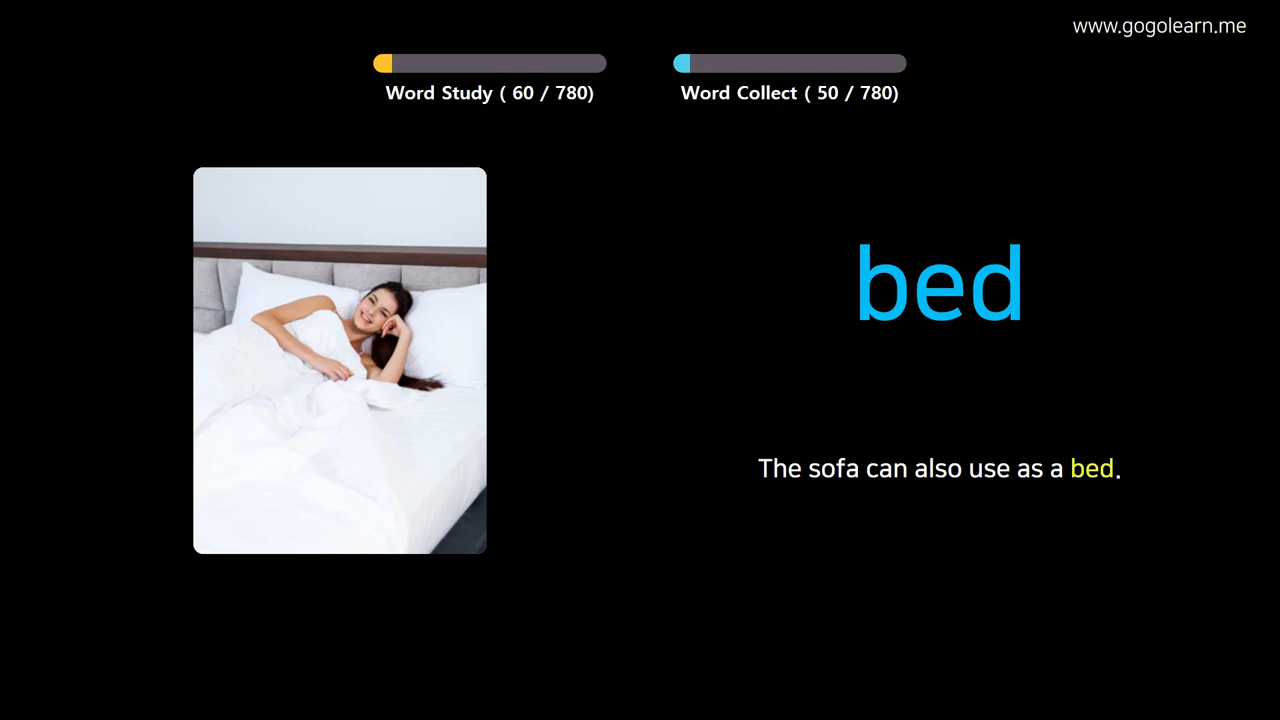 www.gogolearn.me
Word Study ( 60 / 780)
Word Collect ( 50 / 780)
bed
The sofa can also use as a bed.